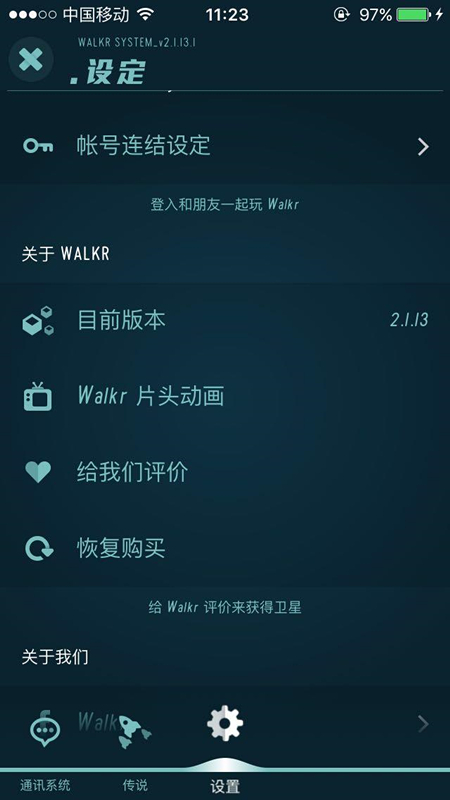 中国移动 11:23 97%
WALKR SYSTEM_v2.1.13.1
.设定
帐号连结设定
登入和朋友一起玩 Walkr
关于 WALKR
目前版本 2.1.13
Walkr 片头动画
给我们评价
恢复购买
给 Walkr 评价来获得卫星
关于我们
Walk
通讯系统 传说 设置